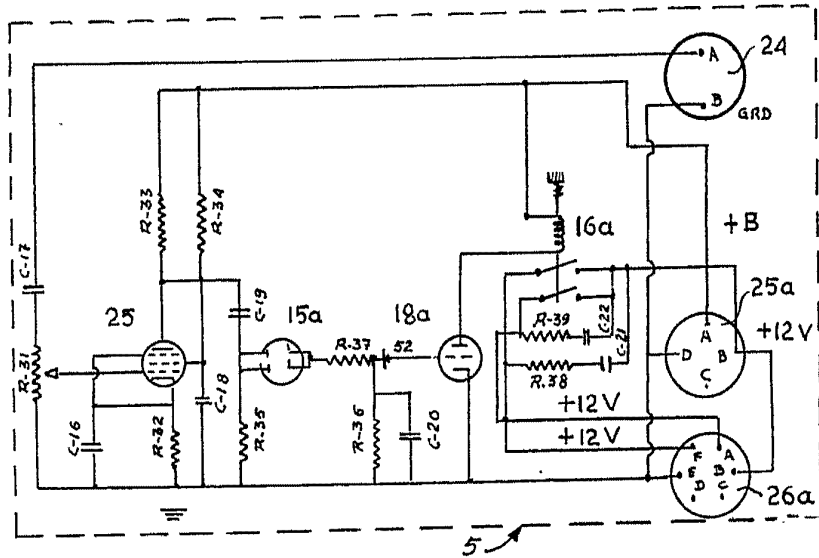 A
24
B
GRD
R-33
R-34
16a
+B
C-17
25
C-19
15a
18a
25a
R-37
52
R-39
C-22
C-21
A
+12V
D
B
C
R-31
C-18
R-38
C-16
R-32
R-35
R-36
C-20
+12V
+12V
F
A
E
B
D
C
26a
5